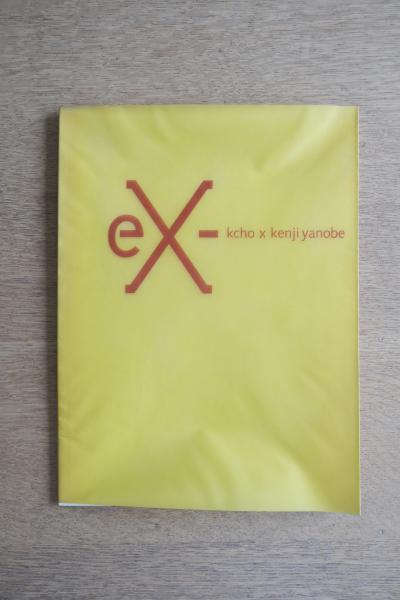 eX- kcho x kenji yanobe